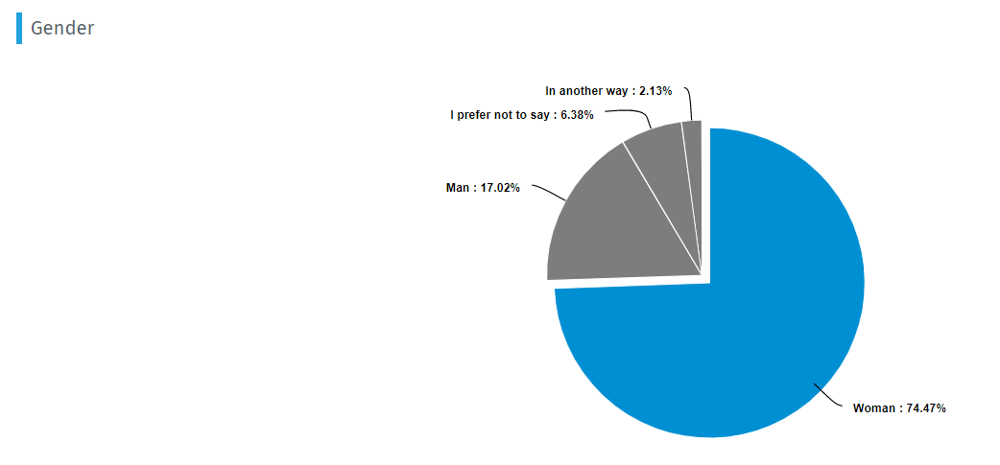 Gender
In another way : 2.13%
I prefer not to say : 6.38%
Man : 17.02%
Woman : 74.47%